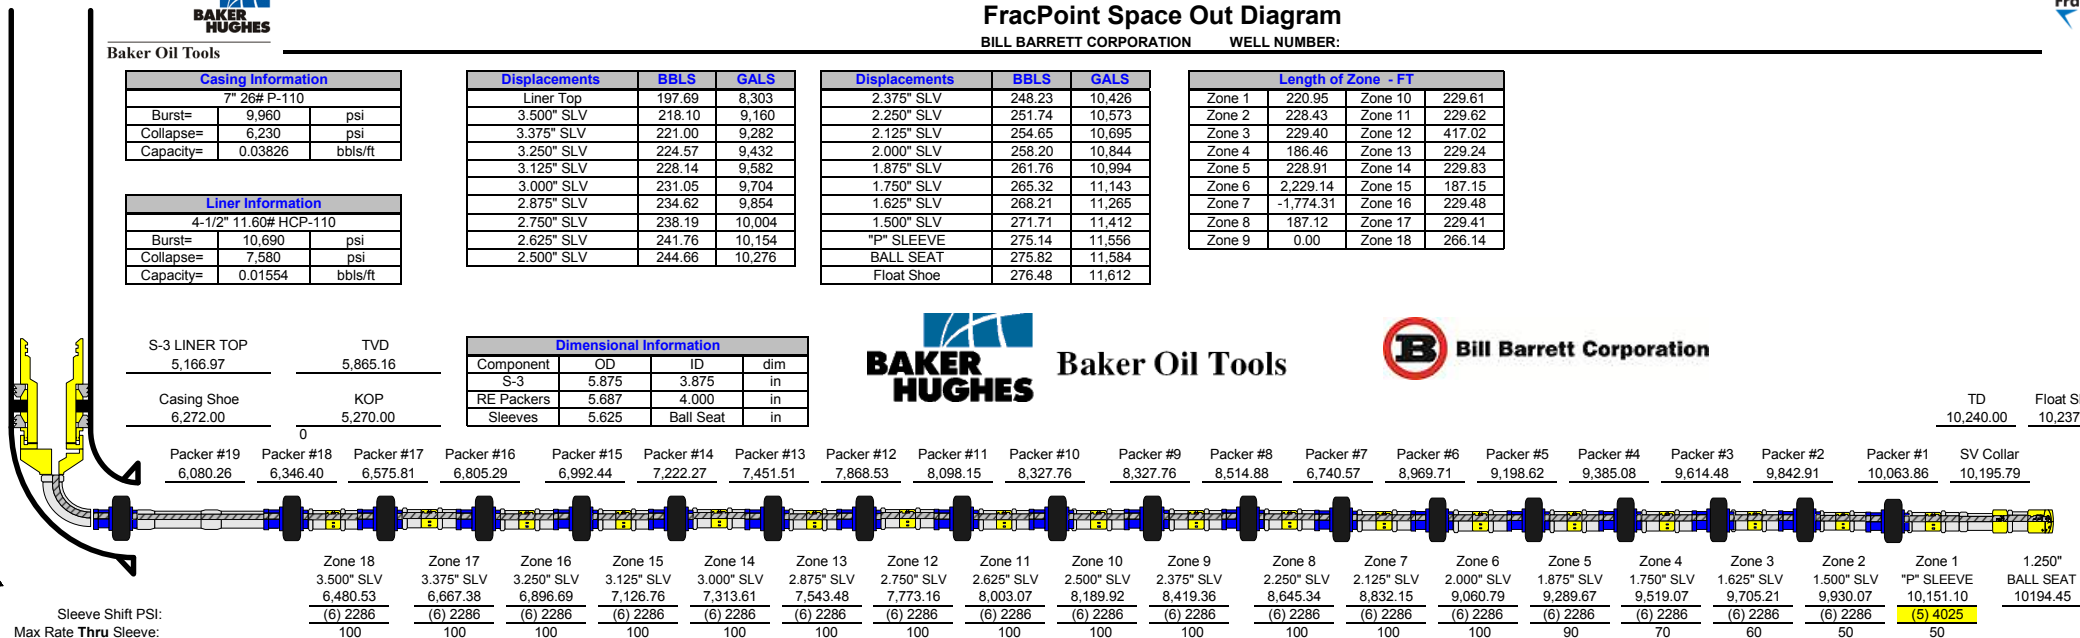 BAKER
HUGHES
Baker Oil Tools
FracPoint Space Out Diagram
BILL BARRETT CORPORATION WELL NUMBER:
Casing Information
7" 26# P-110
Burst= 9,960 psi
Collapse= 6,230 psi
Capacity= 0.03826 bbls/ft
Liner Information
4-1/2" 11.60# HCP-110
Burst= 10,690 psi
Collapse= 7,580 psi
Capacity= 0.01554 bbls/ft
Displacements BBLS GALS
Liner Top 197.69 8,303
3.500" SLV 218.10 9,160
3.375" SLV 221.00 9,282
3.250" SLV 224.57 9,432
3.125" SLV 228.14 9,582
3.000" SLV 231.05 9,704
2.875" SLV 234.62 9,854
2.750" SLV 238.19 10,004
2.625" SLV 241.76 10,154
2.500" SLV 244.66 10,276
Displacements BBLS GALS
2.375" SLV 248.23 10,426
2.250" SLV 251.74 10,573
2.125" SLV 254.65 10,695
2.000" SLV 258.20 10,844
1.875" SLV 261.76 10,994
1.750" SLV 265.32 11,143
1.625" SLV 268.21 11,265
1.500" SLV 271.71 11,412
"P" SLEEVE 275.14 11,556
BALL SEAT 275.82 11,584
Float Shoe 276.48 11,612
Length of Zone - FT
Zone 1 220.95 Zone 10 229.61
Zone 2 228.43 Zone 11 229.62
Zone 3 229.40 Zone 12 417.02
Zone 4 186.46 Zone 13 229.24
Zone 5 228.91 Zone 14 229.83
Zone 6 2,229.14 Zone 15 187.15
Zone 7 -1,774.31 Zone 16 229.48
Zone 8 187.12 Zone 17 229.41
Zone 9 0.00 Zone 18 266.14
S-3 LINER TOP TVD
5,166.97 5,865.16
Casing Shoe KOP
6,272.00 5,270.00
0
Dimensional Information
Component OD ID dim
S-3 5.875 3.875 in
RE Packers 5.687 4.000 in
Sleeves 5.625 Ball Seat in
BAKER
HUGHES
Baker Oil Tools
B Bill Barrett Corporation
TD Float S
10,240.00 10,237
Packer #19 Packer #18 Packer #17 Packer #16 Packer #15 Packer #14 Packer #13 Packer #12 Packer #11 Packer #10 Packer #9 Packer #8 Packer #7 Packer #6 Packer #5 Packer #4 Packer #3 Packer #2 Packer #1 SV Collar
6,080.26 6,346.40 6,575.81 6,805.29 6,992.44 7,222.27 7,451.51 7,868.53 8,098.15 8,327.76 8,327.76 8,514.88 6,740.57 8,969.71 9,198.62 9,385.08 9,614.48 9,842.91 10,063.86 10,195.79
Zone 18 Zone 17 Zone 16 Zone 15 Zone 14 Zone 13 Zone 12 Zone 11 Zone 10 Zone 9 Zone 8 Zone 7 Zone 6 Zone 5 Zone 4 Zone 3 Zone 2 Zone 1 1.250"
3.500" SLV 3.375" SLV 3.250" SLV 3.125" SLV 3.000" SLV 2.875" SLV 2.750" SLV 2.625" SLV 2.500" SLV 2.375" SLV 2.250" SLV 2.125" SLV 2.000" SLV 1.875" SLV 1.750" SLV 1.625" SLV 1.500" SLV "P" SLEEVE BALL SEAT
6,480.53 6,667.38 6,896.69 7,126.76 7,313.61 7,543.48 7,773.16 8,003.07 8,189.92 8,419.36 8,645.34 8,832.15 9,060.79 9,289.67 9,519.07 9,705.21 9,930.07 10,151.10 10194.45
Sleeve Shift PSI: (6) 2286 (6) 2286 (6) 2286 (6) 2286 (6) 2286 (6) 2286 (6) 2286 (6) 2286 (6) 2286 (6) 2286 (6) 2286 (6) 2286 (6) 2286 (6) 2286 (6) 2286 (6) 2286 (6) 2286 (5) 4025
Max Rate Thru Sleeve: 100 100 100 100 100 100 100 100 100 100 100 100 100 90 70 60 50 50